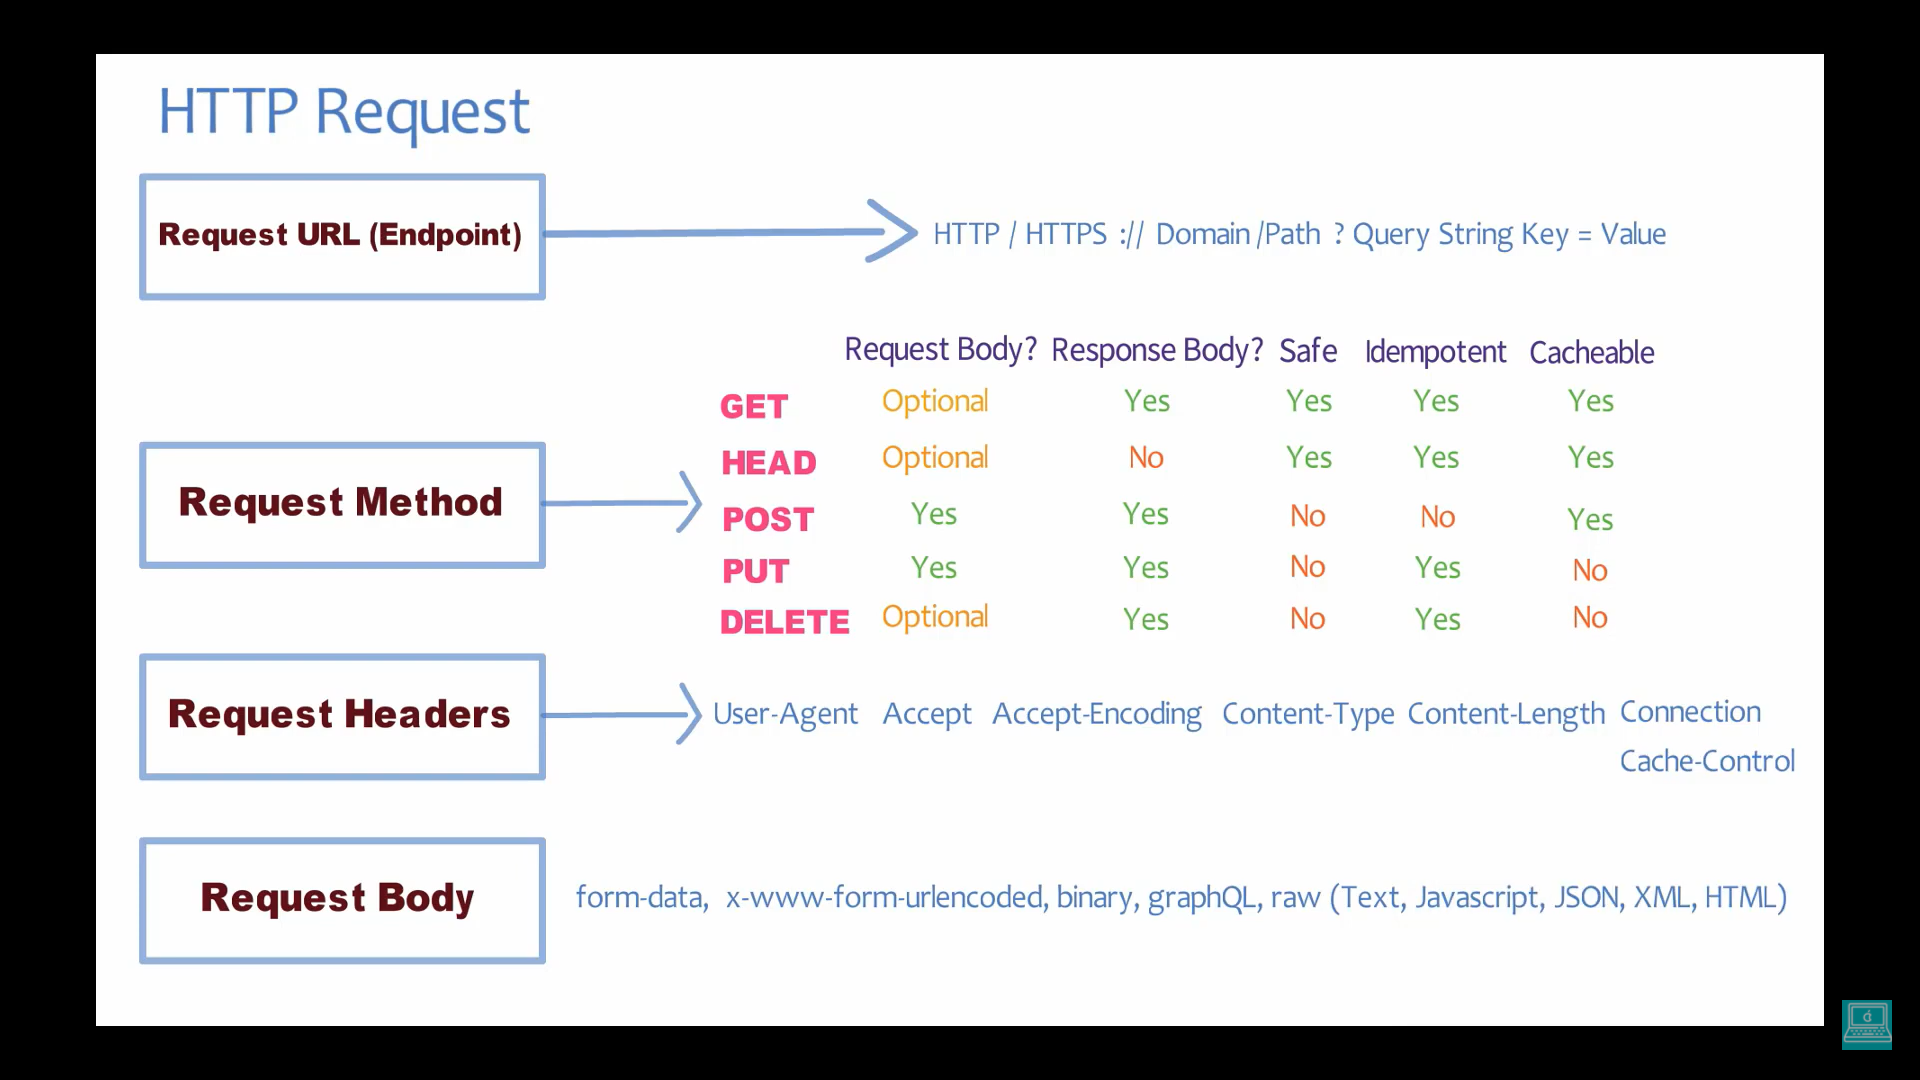 HTTP Request
Request URL (Endpoint)
HTTP / HTTPS :// Domain /Path ? Query String Key = Value
Request Body? Response Body? Safe Idempotent Cacheable
GET Optional Yes Yes Yes Yes
HEAD Optional No Yes Yes Yes
Request Method
POST Yes Yes No No Yes
PUT Yes Yes No Yes No
DELETE Optional Yes No Yes No
Request Headers
User-Agent Accept Accept-Encoding Content-Type Content-Length Connection
Cache-Control
Request Body
form-data, x-www-form-urlencoded, binary, graphQL, raw (Text, Javascript, JSON, XML, HTML)
á